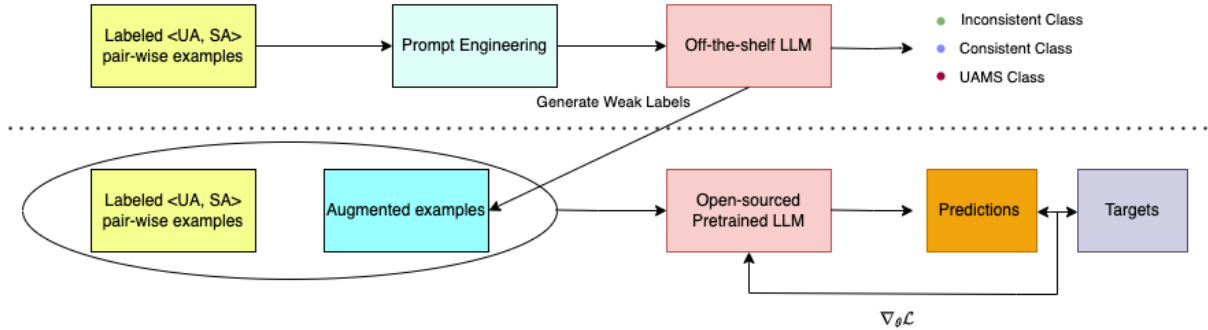 Labeled <UA, SA>
pair-wise examples
Prompt Engineering
Off-the-shelf LLM
Inconsistent Class
Consistent Class
UAMS Class
Generate Weak Labels
Labeled <UA, SA>
pair-wise examples
Augmented examples
Open-sourced
Pretrained LLM
Predictions
Targets
∇θℒ